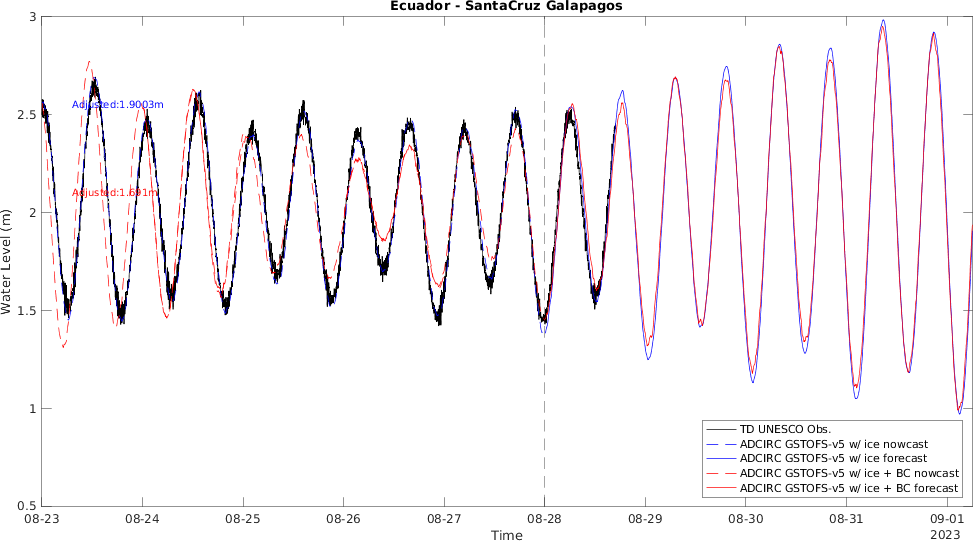 Ecuador - SantaCruz Galapagos
3
2.5
2
1.5
1
0.5
Water Level (m)
Adjusted:1.9003m
Adjusted:1.691m
TD UNESCO Obs.
ADCIRC GSTOFS-v5 w/ ice nowcast
ADCIRC GSTOFS-v5 w/ ice forecast
ADCIRC GSTOFS-v5 w/ ice + BC nowcast
ADCIRC GSTOFS-v5 w/ ice + BC forecast
08-23 08-24 08-25 08-26 08-27 08-28 08-29 08-30 08-31 09-01
Time 2023